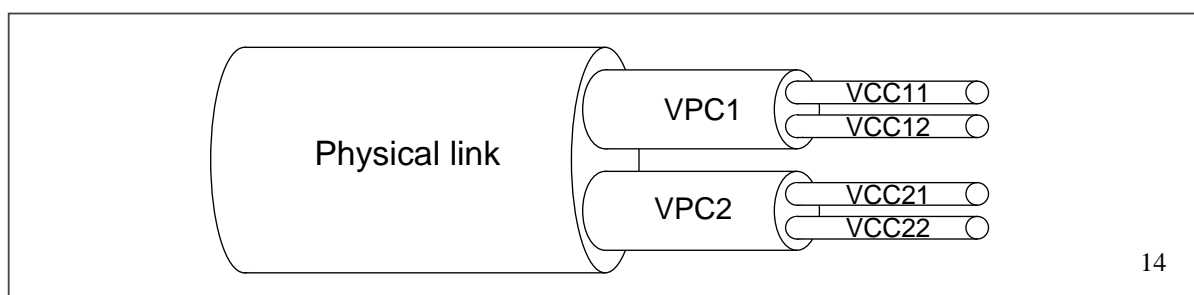 Physical link
VPC1
VCC11
VCC12
VPC2
VCC21
VCC22
14